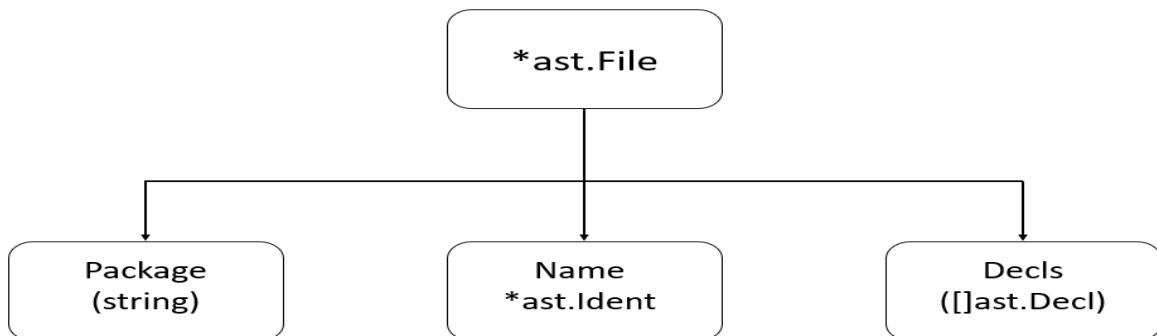 *ast.File
Package
(string)
Name
*ast.Ident
Decls
([]ast.Decl)